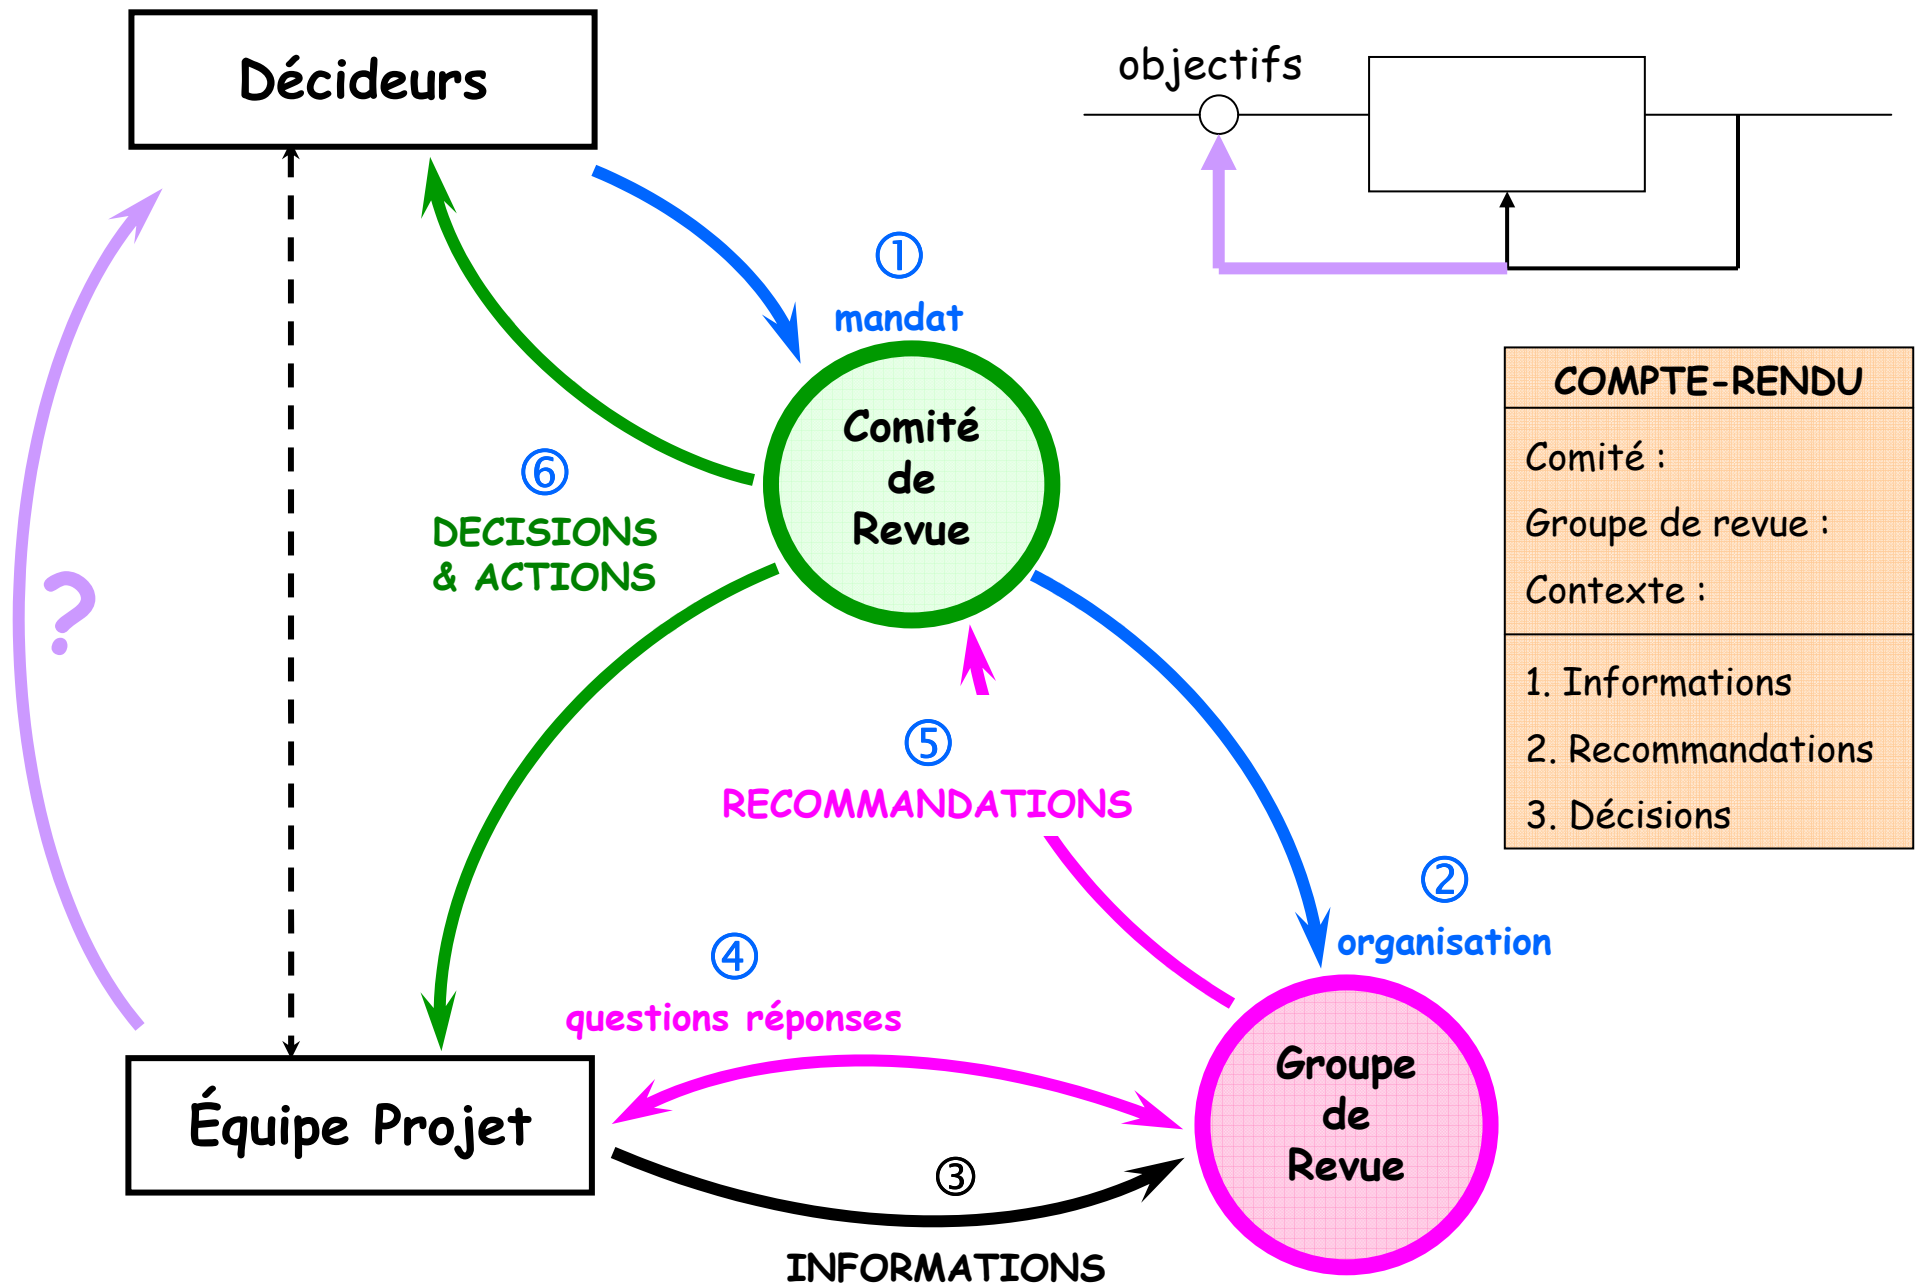 Décideurs
objectifs
①
mandat
COMPTE-RENDU
Comité :
Groupe de revue :
Contexte :
1. Informations
2. Recommandations
3. Décisions
Comité
de
Revue
⑥
DECISIONS
& ACTIONS
?
⑤
RECOMMANDATIONS
②
organisation
④
questions réponses
Groupe
de
Revue
Équipe Projet
③
INFORMATIONS